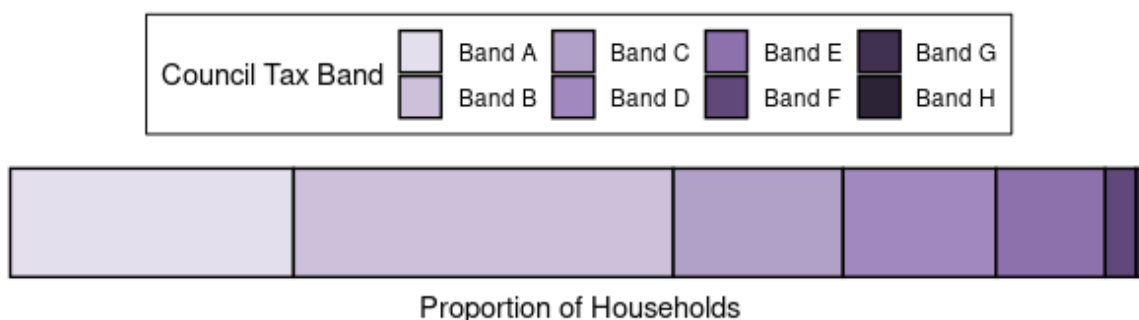 Council Tax Band
Band A
Band B
Band C
Band D
Band E
Band F
Band G
Band H
Proportion of Households